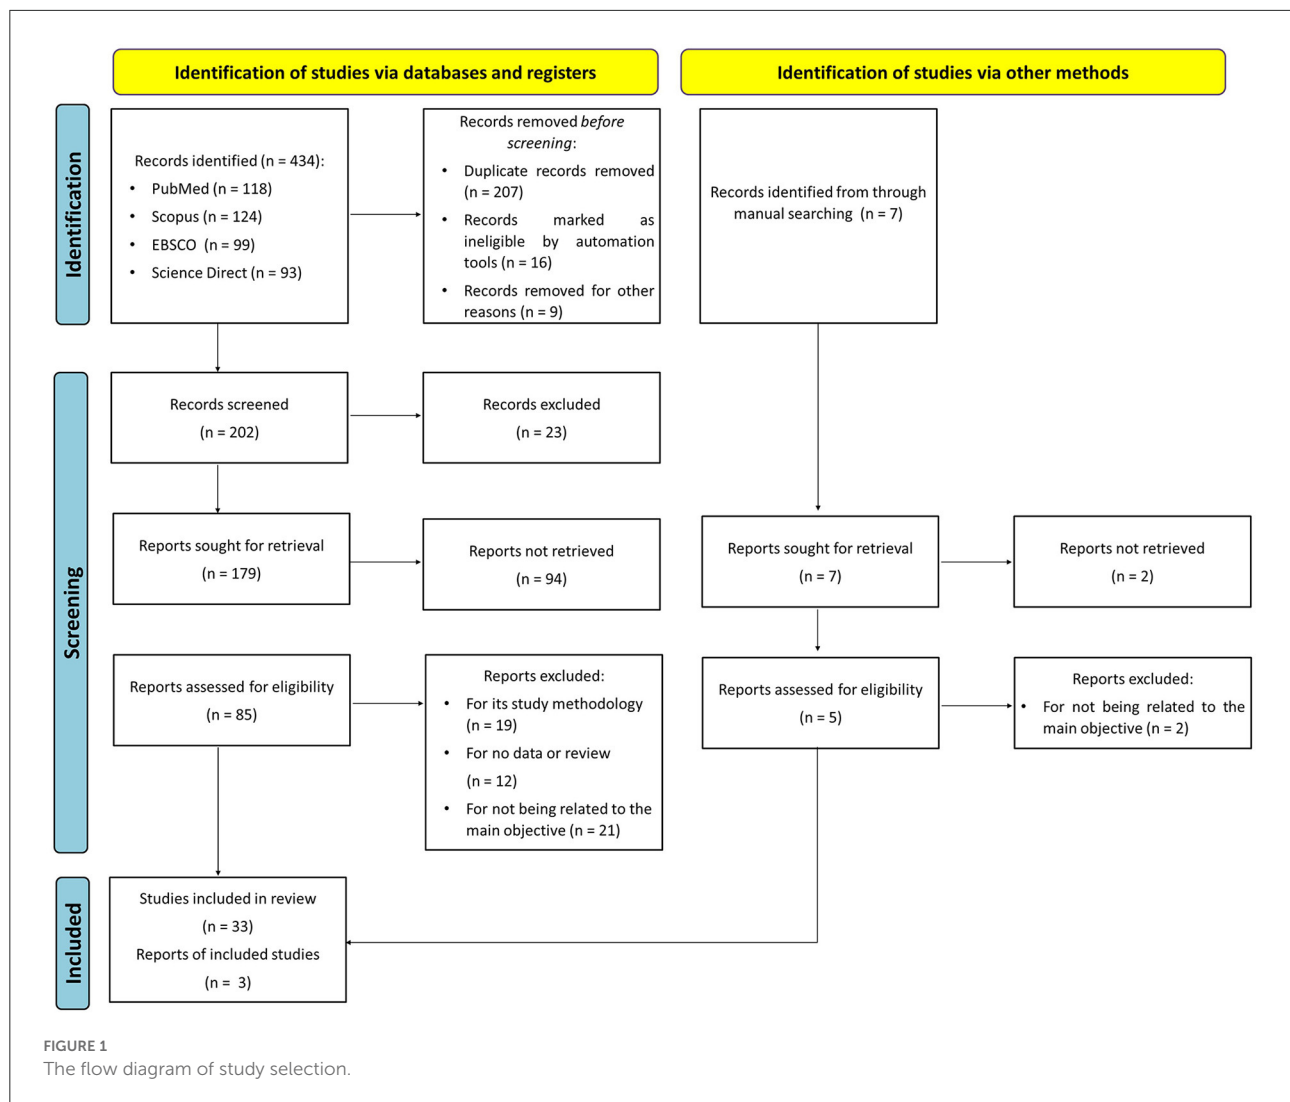 Identification of studies via databases and registers
Identification of studies via other methods
Identification
Records identified (n = 434):
• PubMed (n = 118)
• Scopus (n = 124)
• EBSCO (n = 99)
• Science Direct (n = 93)
Records removed before
screening:
• Duplicate records removed
(n = 207)
• Records marked as
ineligible by automation
tools (n = 16)
• Records removed for other
reasons (n = 9)
Records identified from through
manual searching (n = 7)
Screening
Records screened
(n = 202)
Records excluded
(n = 23)
Reports sought for retrieval
(n = 179)
Reports not retrieved
(n = 94)
Reports sought for retrieval
(n = 7)
Reports not retrieved
(n = 2)
Reports assessed for eligibility
(n = 85)
Reports excluded:
• For its study methodology
(n = 19)
• For no data or review
(n = 12)
• For not being related to the
main objective (n = 21)
Reports assessed for eligibility
(n = 5)
Reports excluded:
• For not being related to the
main objective (n = 2)
Included
Studies included in review
(n = 33)
Reports of included studies
(n = 3)
FIGURE 1
The flow diagram of study selection.